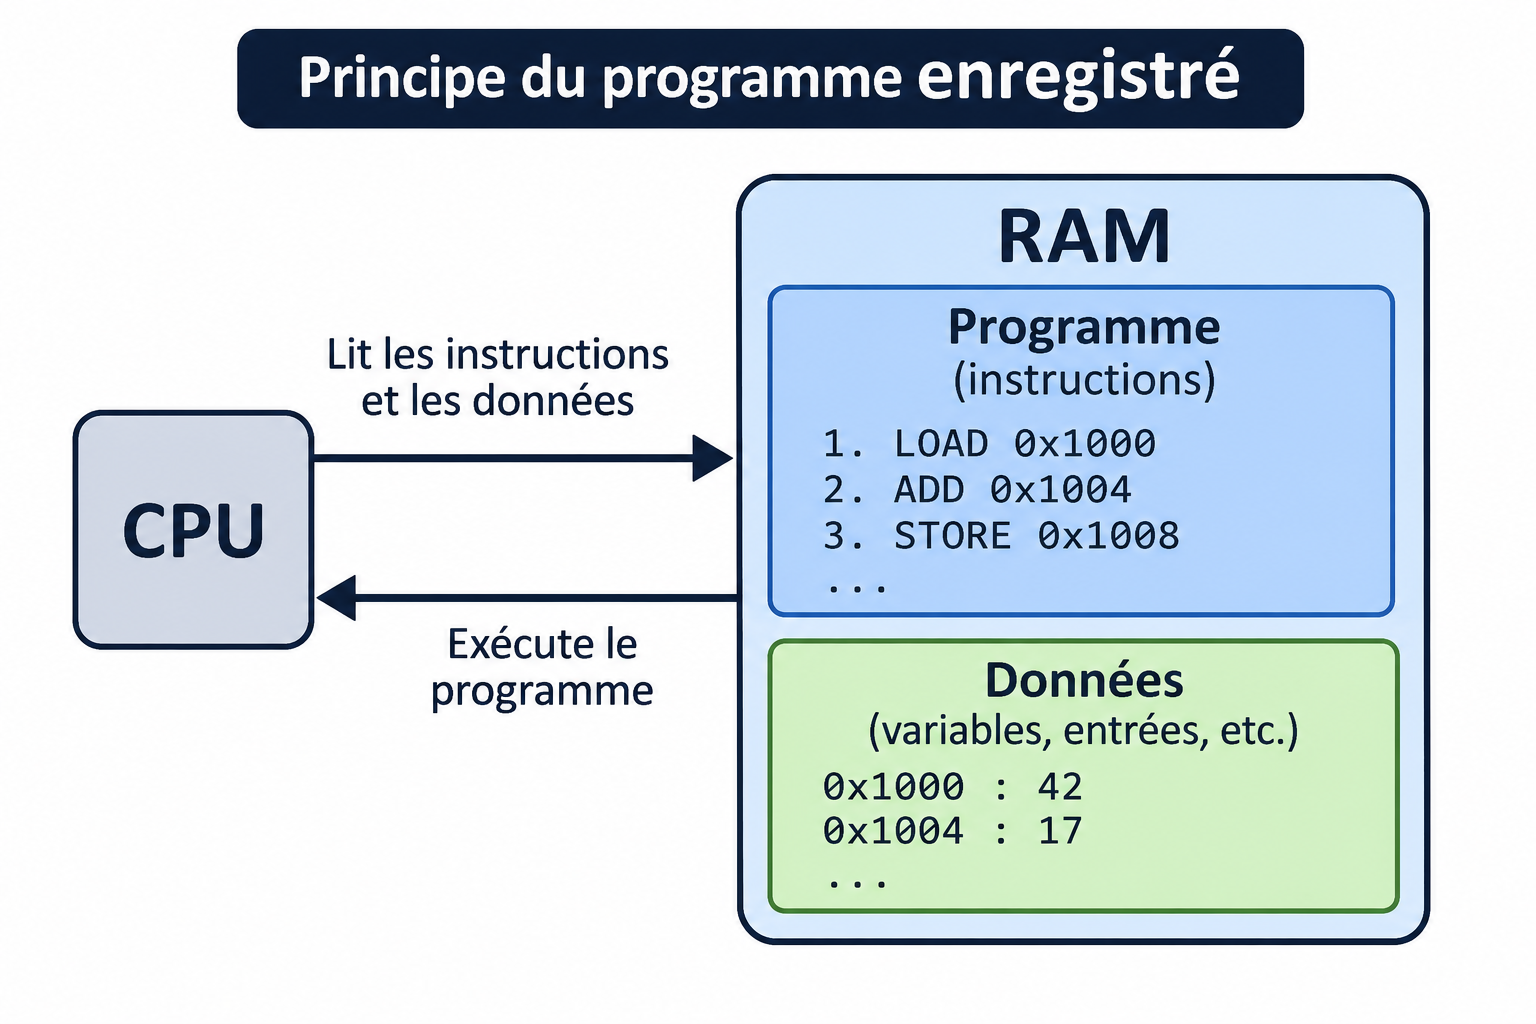 Principe du programme enregistré
RAM
Programme
(instructions)
1. LOAD 0x1000
2. ADD 0x1004
3. STORE 0x1008
...
Lit les instructions
et les données
CPU
Exécute le
programme
Données
(variables, entrées, etc.)
0x1000 : 42
0x1004 : 17
...